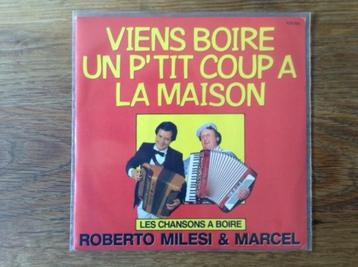 VIENS BOIRE
UN P'TIT COUP A
LA MAISON
LES CHANSONS A BOIRE
ROBERTO MILESI & MARCEL